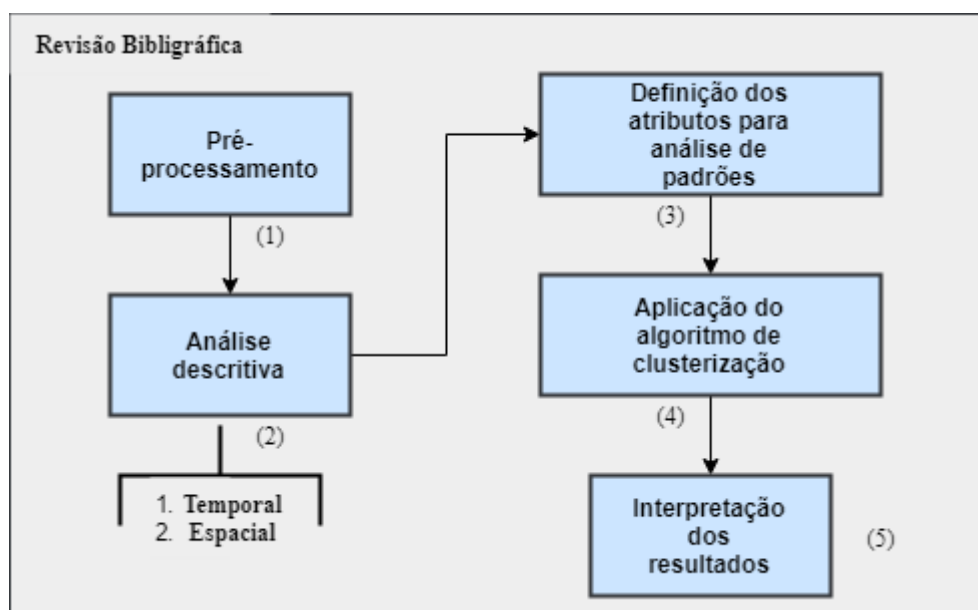 Revisão Bibligráfica
Pré-
processamento
(1)
Análise
descritiva
(2)
1. Temporal
2. Espacial
Definição dos
atributos para
análise de
padrões
(3)
Aplicação do
algoritmo de
clusterização
(4)
Interpretação
dos
resultados
(5)